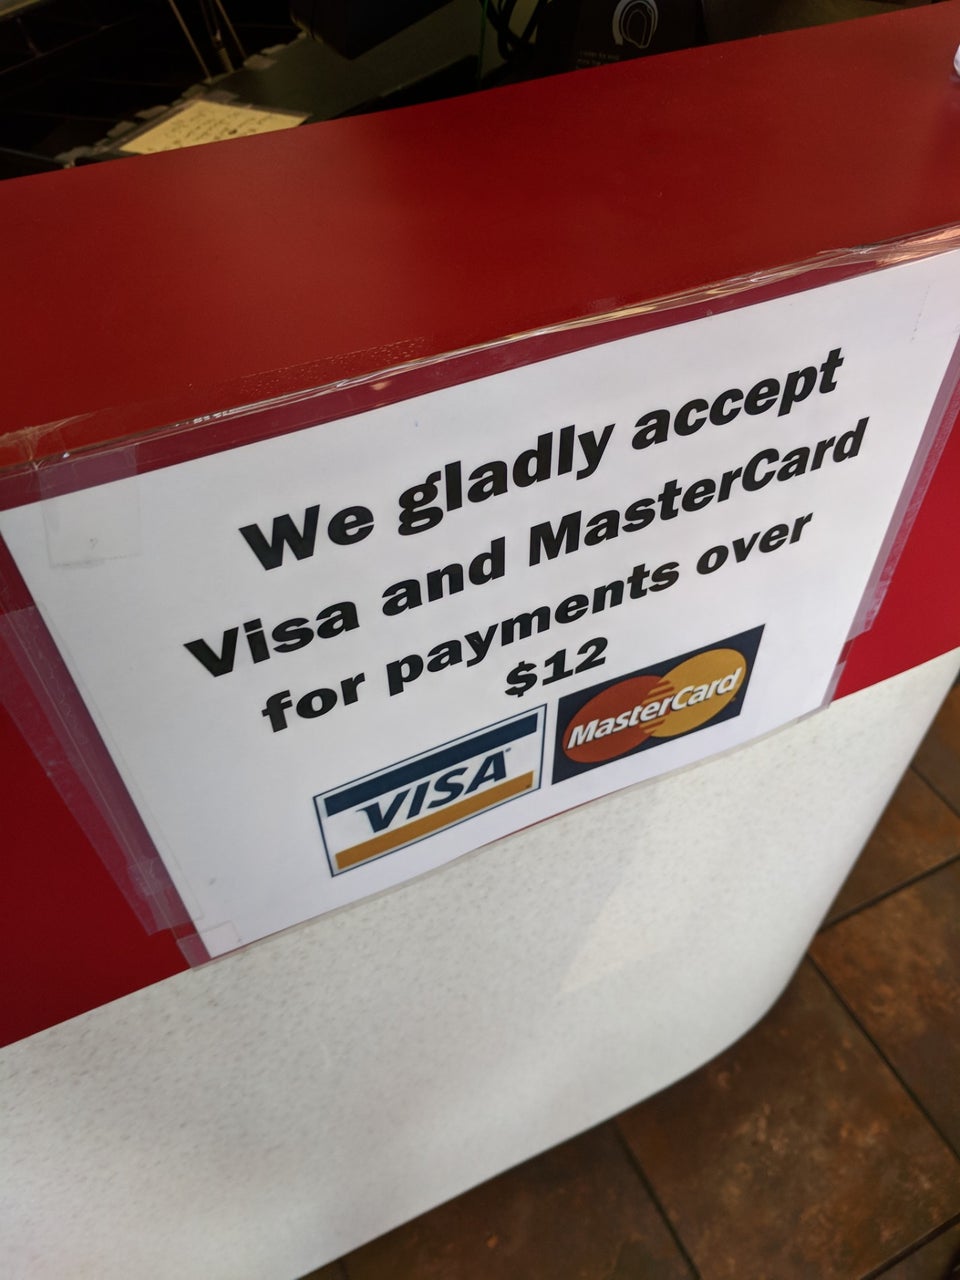 We gladly accept
Visa and MasterCard
for payments over
$12
VISA
MasterCard